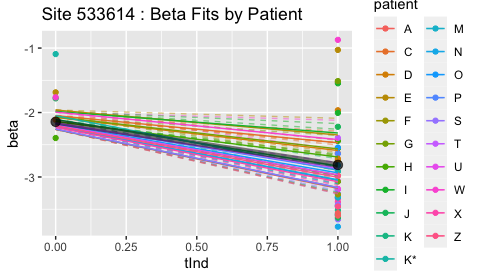 Site 533614 : Beta Fits by Patient
patient
-1
-2
-3
beta
0.00 0.25 0.50 0.75 1.00
tInd
A
C
D
E
F
G
H
I
J
K
K*
M
N
O
P
S
T
U
W
X
Z